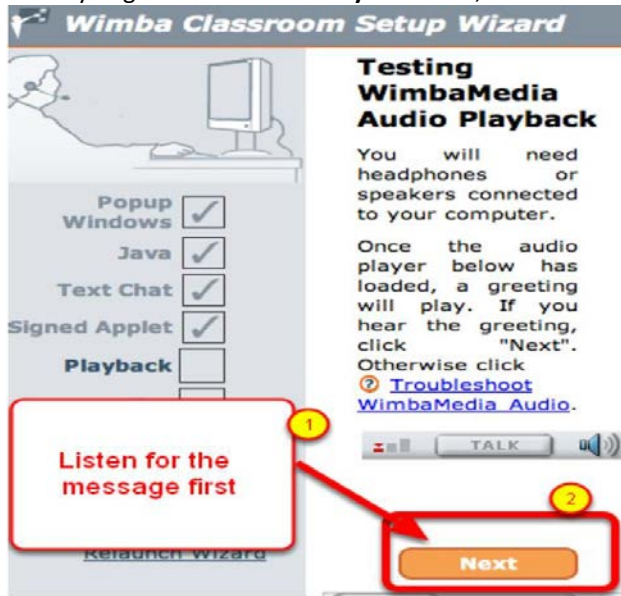 Wimba Classroom Setup Wizard
Popup
Windows
Java
Text Chat
Signed Applet
Playback
1
Listen for the
message first
Relaunch Wizard
Testing
WimbaMedia
Audio Playback
You will need
headphones or
speakers connected
to your computer.
Once the audio
player below has
loaded, a greeting
will play. If you
hear the greeting,
click "Next".
Otherwise click
Troubleshoot
WimbaMedia Audio.
TALK
2
Next